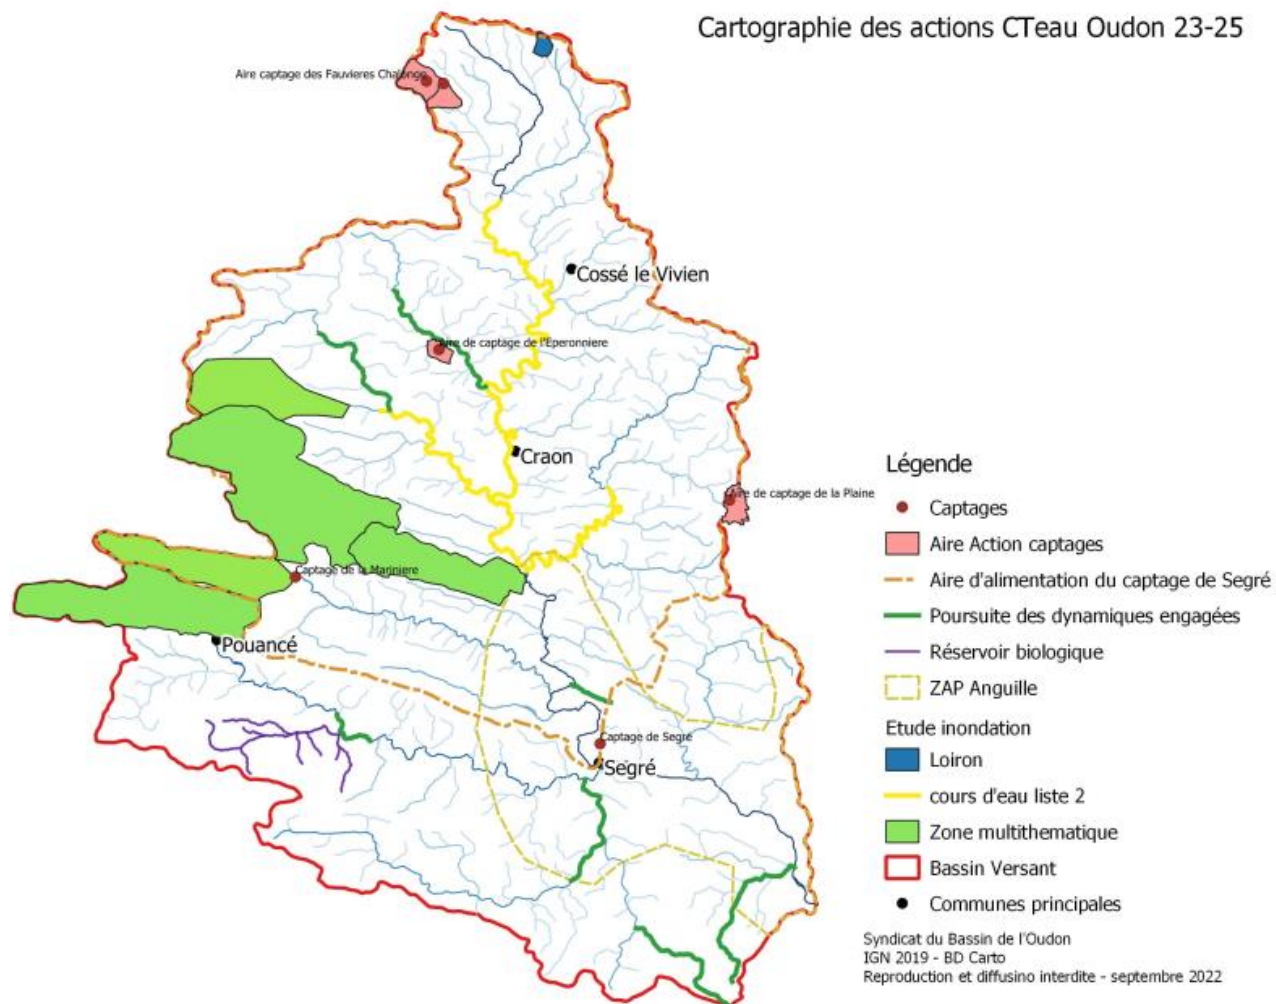 Cartographie des actions CTeau Oudon 23-25
Aire captage des Fauvieres Chalonge
Cossé le Vivien
Aire de captage de l'Eperonniere
Craon
Aire de captage de la Plaine
Captage de la Mariniere
Pouancé
Captage de Segré
Segré
Légende
Captages
Aire Action captages
Aire d'alimentation du captage de Segré
Poursuite des dynamiques engagées
Réservoir biologique
ZAP Anguille
Etude inondation
Loiron
cours d'eau liste 2
Zone multithematique
Bassin Versant
Communes principales
Syndicat du Bassin de l'Oudon
IGN 2019 - BD Carto
Reproduction et diffusino interdite - septembre 2022